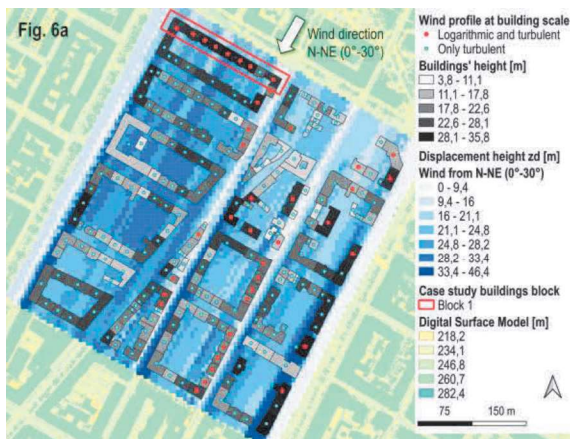 Fig. 6a
Wind direction
N-NE (0°-30°)
Wind profile at building scale
Logarithmic and turbulent
Only turbulent
Buildings' height [m]
3,8 - 11,1
11,1 - 17,8
17,8 - 22,6
22,6 - 28,1
28,1 - 35,8
Displacement height zd [m]
Wind from N-NE (0°-30°)
0 - 9,4
9,4 - 16
16 - 21,1
21,1 - 24,8
24,8 - 28,2
28,2 - 33,4
33,4 - 46,4
Case study buildings block
Block 1
Digital Surface Model [m]
218,2
234,1
246,8
260,7
282,4
75 150 m